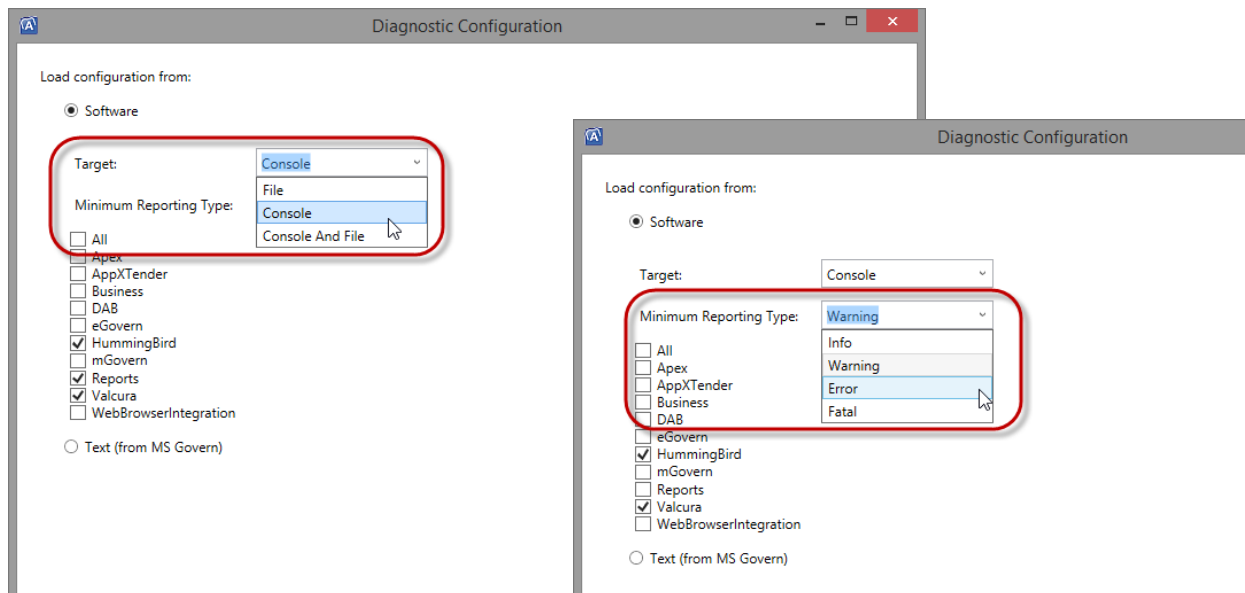 Diagnostic Configuration
Load configuration from:
Software
Target:
Console
File
Minimum Reporting Type:
Console
Console And File
All
Apex
AppXTender
Business
DAB
eGovern
HummingBird
mGovern
Reports
Valcura
WebBrowserIntegration
Text (from MS Govern)
Diagnostic Configuration
Load configuration from:
Software
Target:
Console
Minimum Reporting Type:
Warning
Info
Warning
Error
Fatal
All
Apex
AppXTender
Business
DAB
eGovern
HummingBird
mGovern
Reports
Valcura
WebBrowserIntegration
Text (from MS Govern)